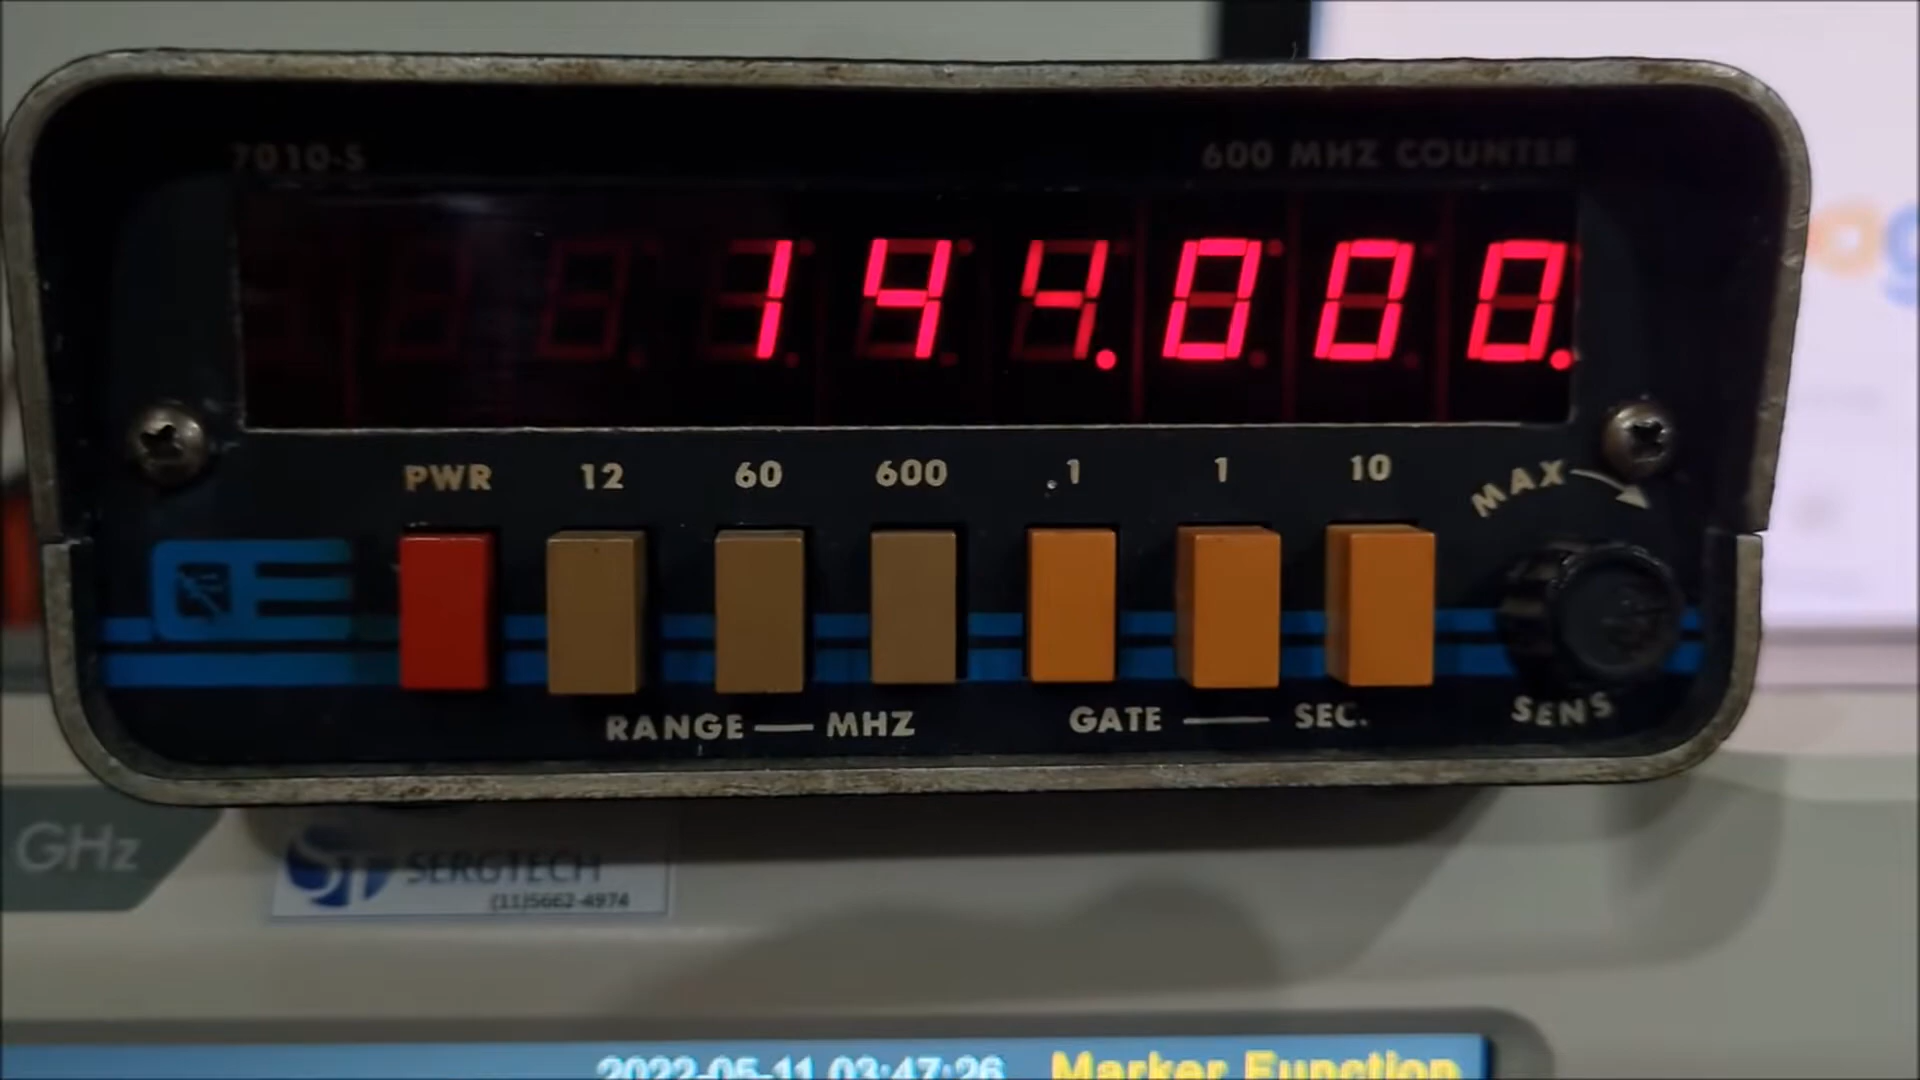 7010-S
600 MHZ COUNTER
144.000.
PWR
12
60
600
.1
1
10
MAX
RANGE — MHZ
GATE — SEC.
SENS
GHz
SERGTECH
(11)5662-4974
2022-05-11 03:47:26
Marker Function